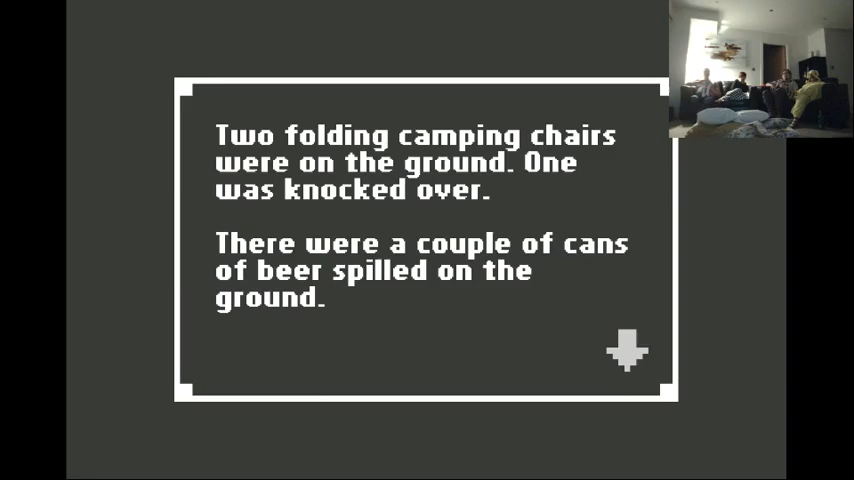 Two folding camping chairs
were on the ground. One
was knocked over.
There were a couple of cans
of beer spilled on the
ground.